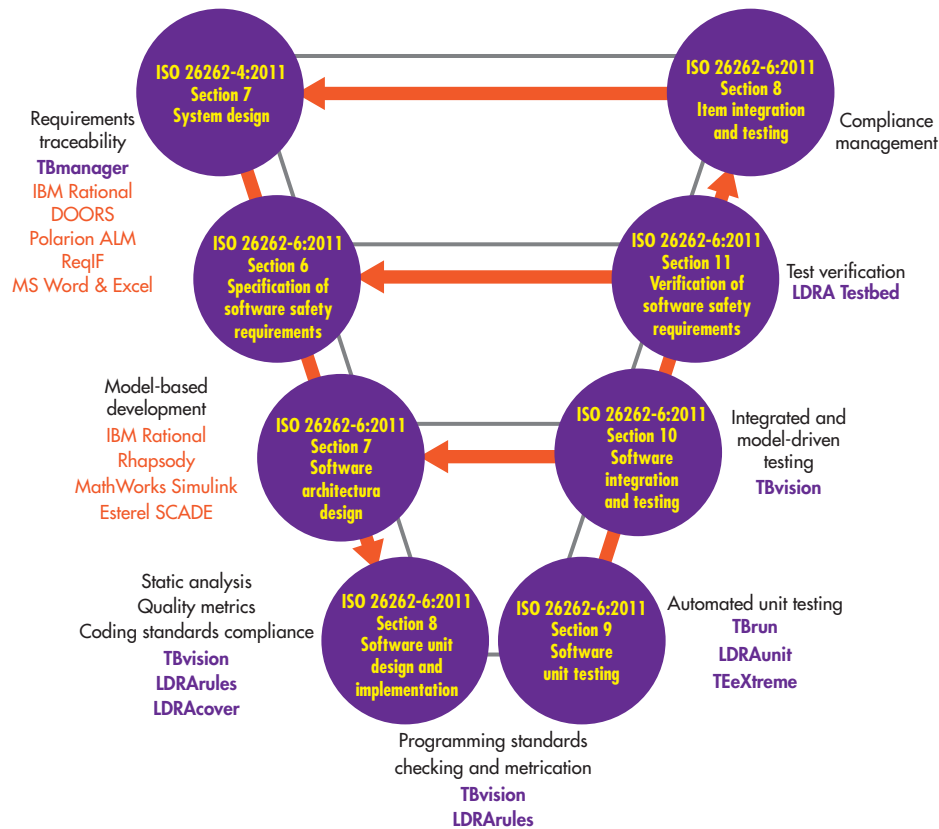 ISO 26262-4:2011
Section 7
System design
ISO 26262-6:2011
Section 8
Item integration
and testing
Requirements
traceability
TBmanager
IBM Rational
DOORS
Polarion ALM
ReqIF
MS Word & Excel
Compliance
management
ISO 26262-6:2011
Section 6
Specification of
software safety
requirements
ISO 26262-6:2011
Section 11
Verification of
software safety
requirements
Test verification
LDRA Testbed
Model-based
development
IBM Rational
Rhapsody
MathWorks Simulink
Esterel SCADE
ISO 26262-6:2011
Section 7
Software
architectura
design
ISO 26262-6:2011
Section 10
Software
integration
and testing
Integrated and
model-driven
testing
TBvision
Static analysis
Quality metrics
Coding standards compliance
TBvision
LDRArules
LDRAcover
ISO 26262-6:2011
Section 8
Software unit
design and
implementation
ISO 26262-6:2011
Section 9
Software
unit testing
Automated unit testing
TBrun
LDRAunit
TEeXtreme
Programming standards
checking and metrication
TBvision
LDRArules